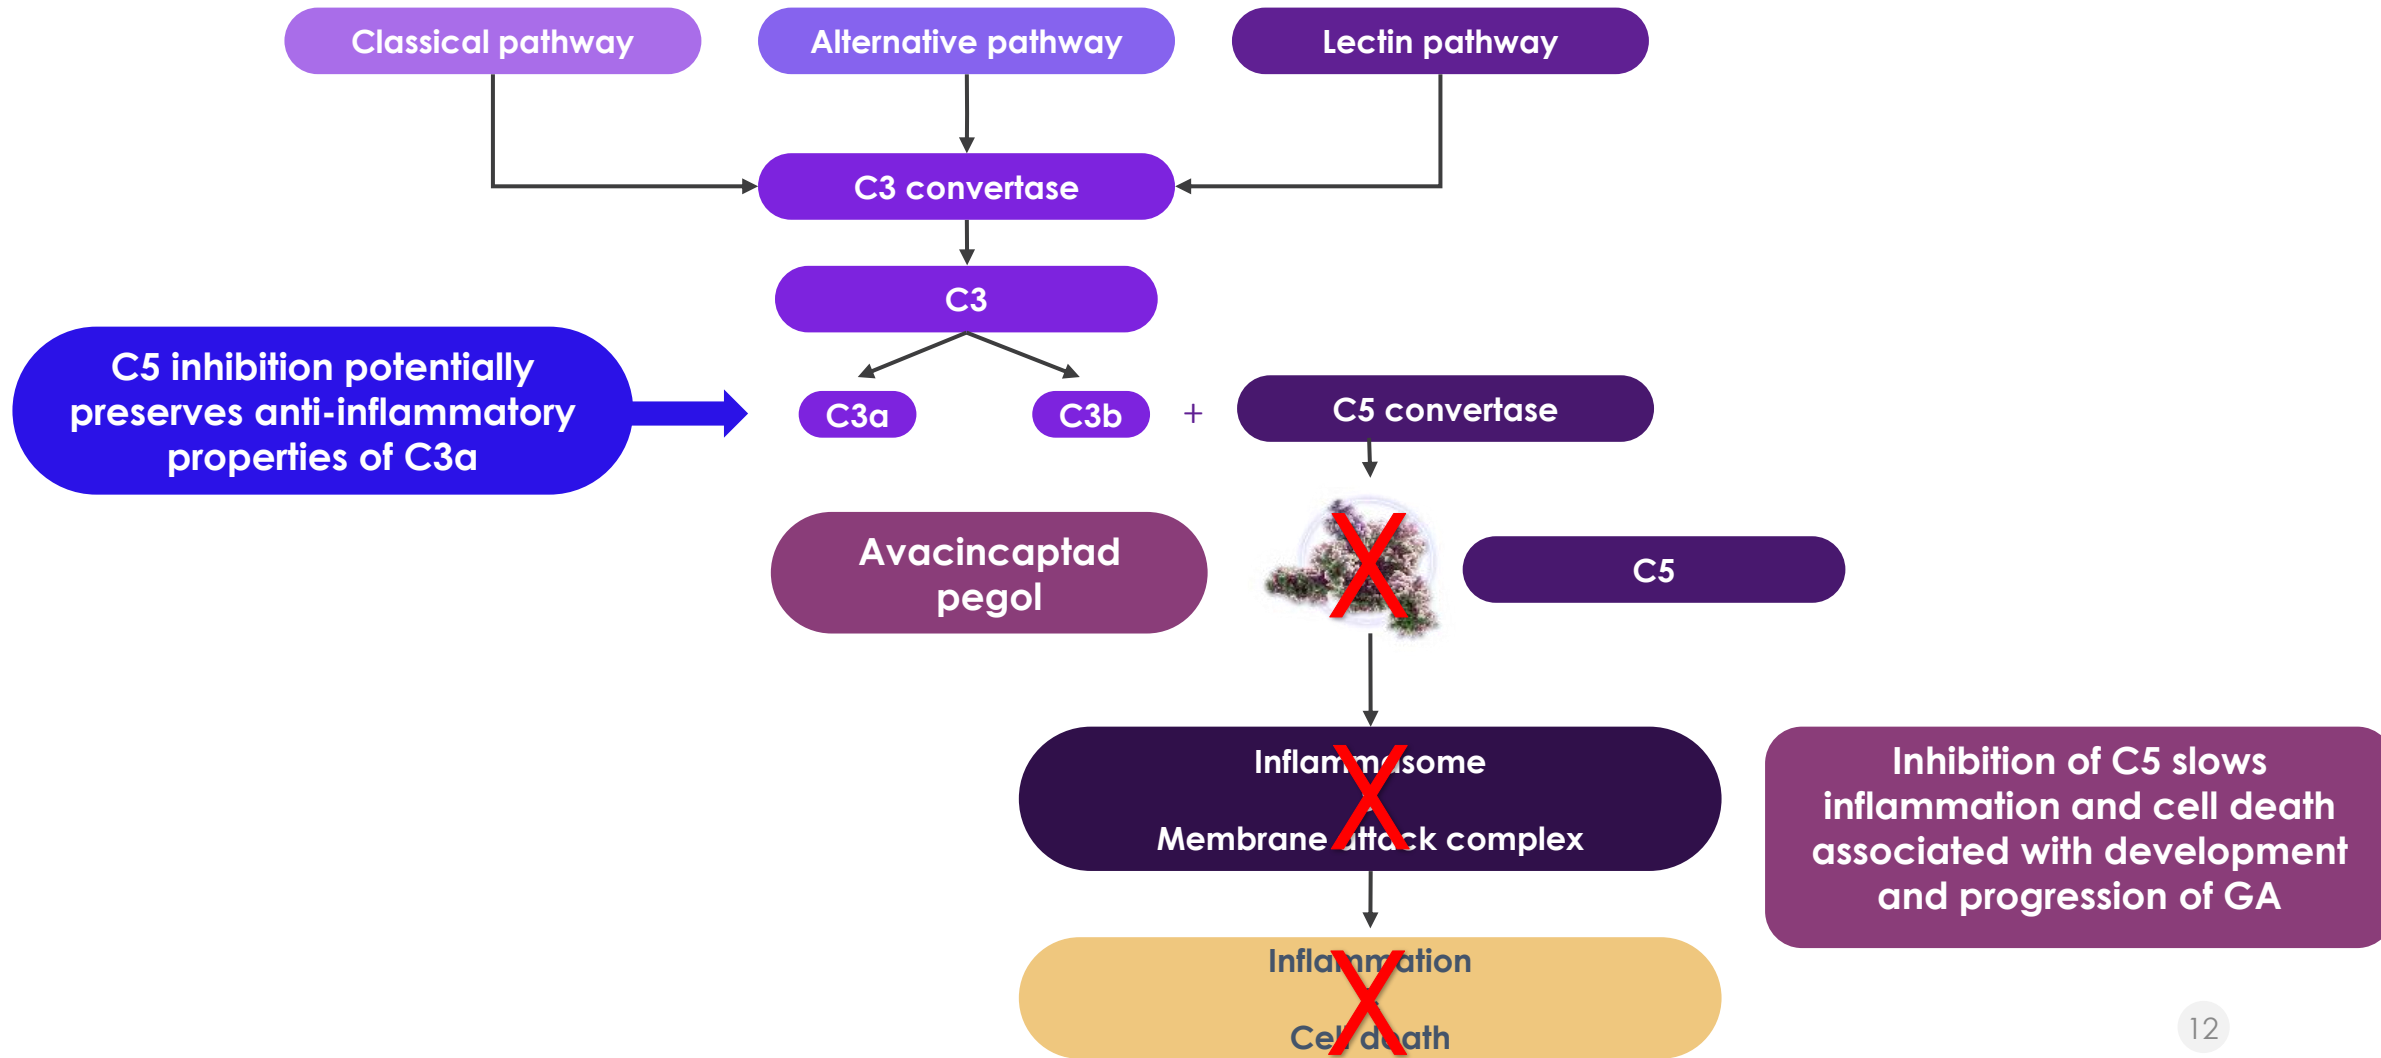 Classical pathway
Alternative pathway
Lectin pathway
C3 convertase
C3
C5 inhibition potentially
preserves anti-inflammatory
properties of C3a
C3a
C3b
+
C5 convertase
Avacincaptad
pegol
X
C5
Inflammasome
X
Membrane attack complex
Inhibition of C5 slows
inflammation and cell death
associated with development
and progression of GA
Inflammation
X
Cell death
12